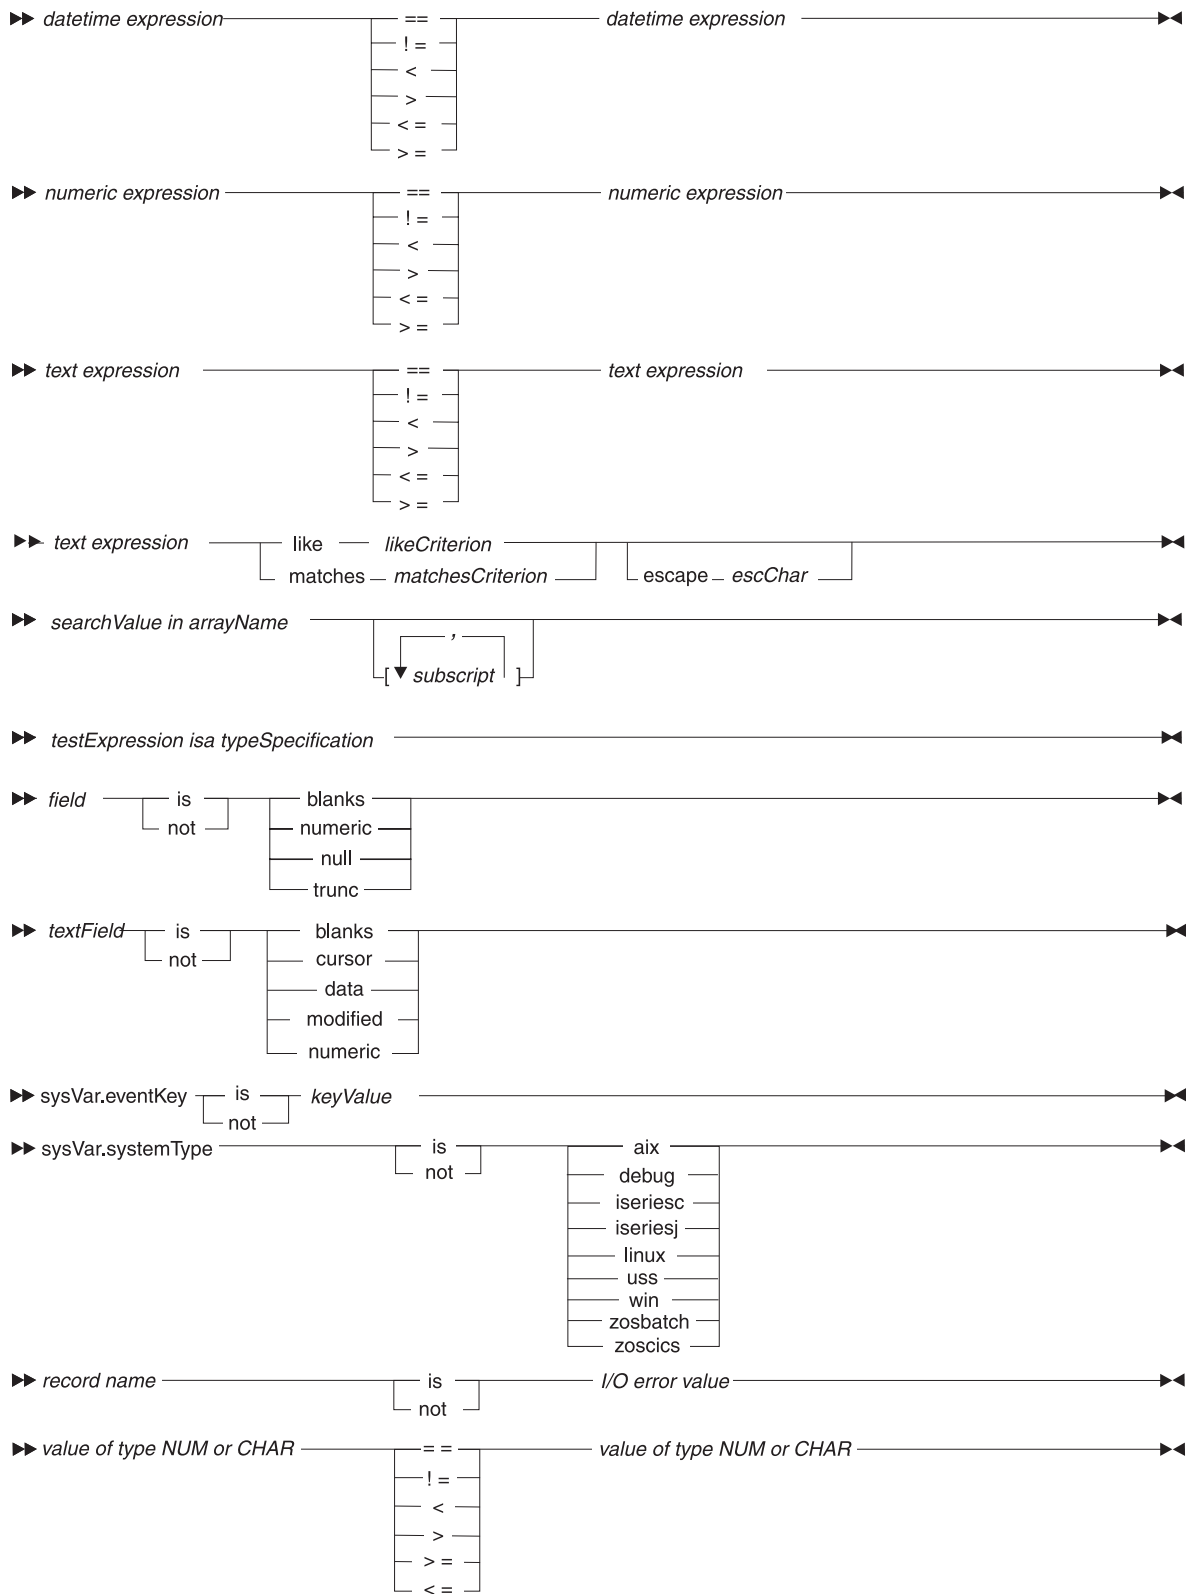 datetime expression == datetime expression
! =
<
>
< =
> =
numeric expression == numeric expression
! =
<
>
< =
> =
text expression == text expression
! =
<
>
< =
> =
text expression like likeCriterion
matches matchesCriterion escape escChar
searchValue in arrayName
,
[ subscript ]
testExpression isa typeSpecification
field is blanks
not numeric
null
trunc
textField is blanks
not cursor
data
modified
numeric
sysVar.eventKey is keyValue
not
sysVar.systemType is aix
not debug
iseriesc
iseriesj
linux
uss
win
zosbatch
zoscics
record name is I/O error value
not
value of type NUM or CHAR = = value of type NUM or CHAR
! =
<
>
> =
< =